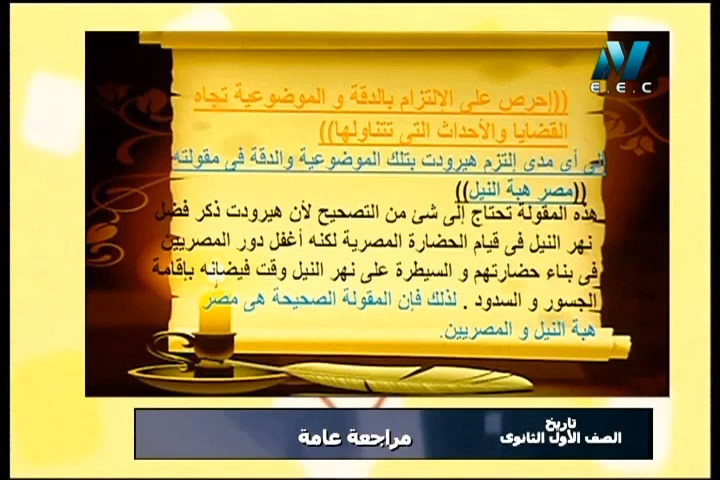 E.E.C
((إحرص على الإلتزام بالدقة و الموضوعية تجاه
القضايا والأحداث التى تتناولها))
إلى أى مدى إلتزم هيرودت بتلك الموضوعية والدقة فى مقولته
((مصر هبة النيل))
هذه المقولة تحتاج إلى شئ من التصحيح لأن هيرودت ذكر فضل
نهر النيل فى قيام الحضارة المصرية لكنه أغفل دور المصريين
فى بناء حضارتهم و السيطرة على نهر النيل وقت فيضانه بإقامة
الجسور و السدود . لذلك فإن المقولة الصحيحة هى مصر
هبة النيل و المصريين.
تاريخ
الصف الأول الثانوى
مراجعة عامة